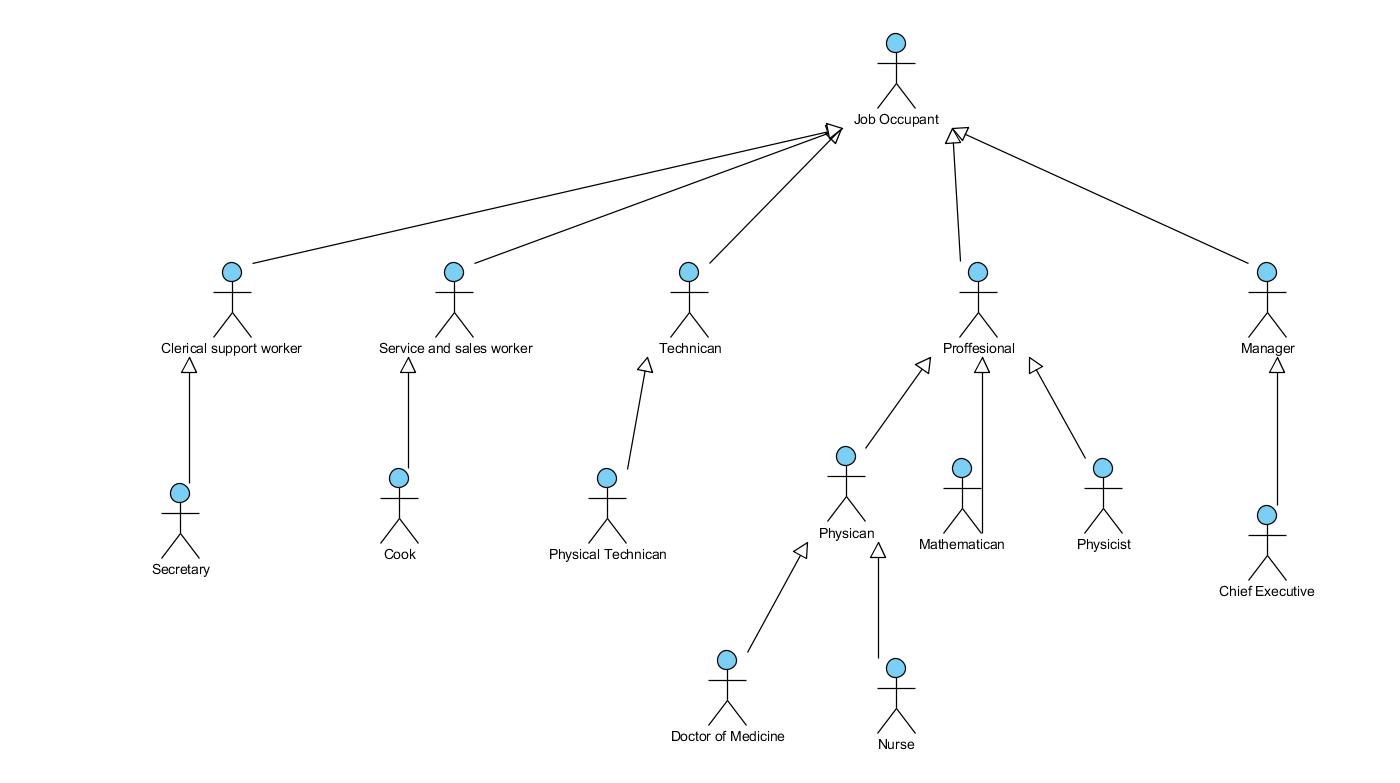 Job Occupant
Clerical support worker
Service and sales worker
Technican
Proffesional
Manager
Physican
Mathematican
Physicist
Secretary
Cook
Physical Technican
Chief Executive
Doctor of Medicine
Nurse